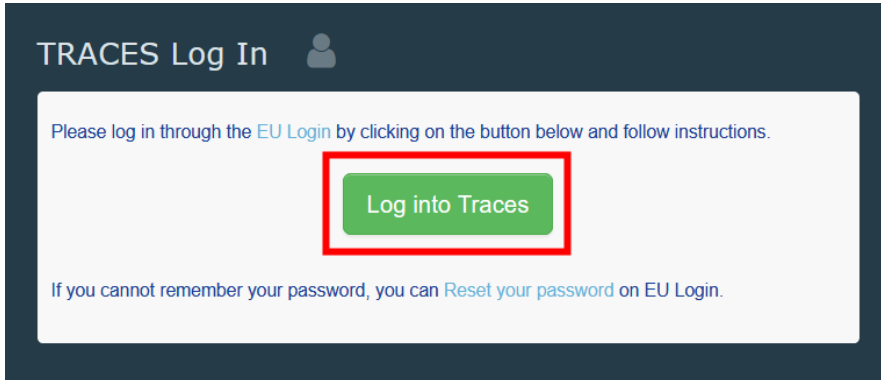 TRACES Log In
Please log in through the EU Login by clicking on the button below and follow instructions.
Log into Traces
If you cannot remember your password, you can Reset your password on EU Login.